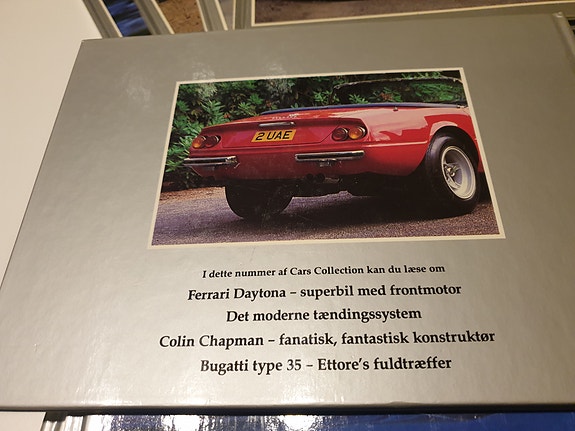 2 UAE
I dette nummer af Cars Collection kan du læse om
Ferrari Daytona – superbil med frontmotor
Det moderne tændingssystem
Colin Chapman – fanatisk, fantastisk konstruktør
Bugatti type 35 – Ettore's fuldtræffer